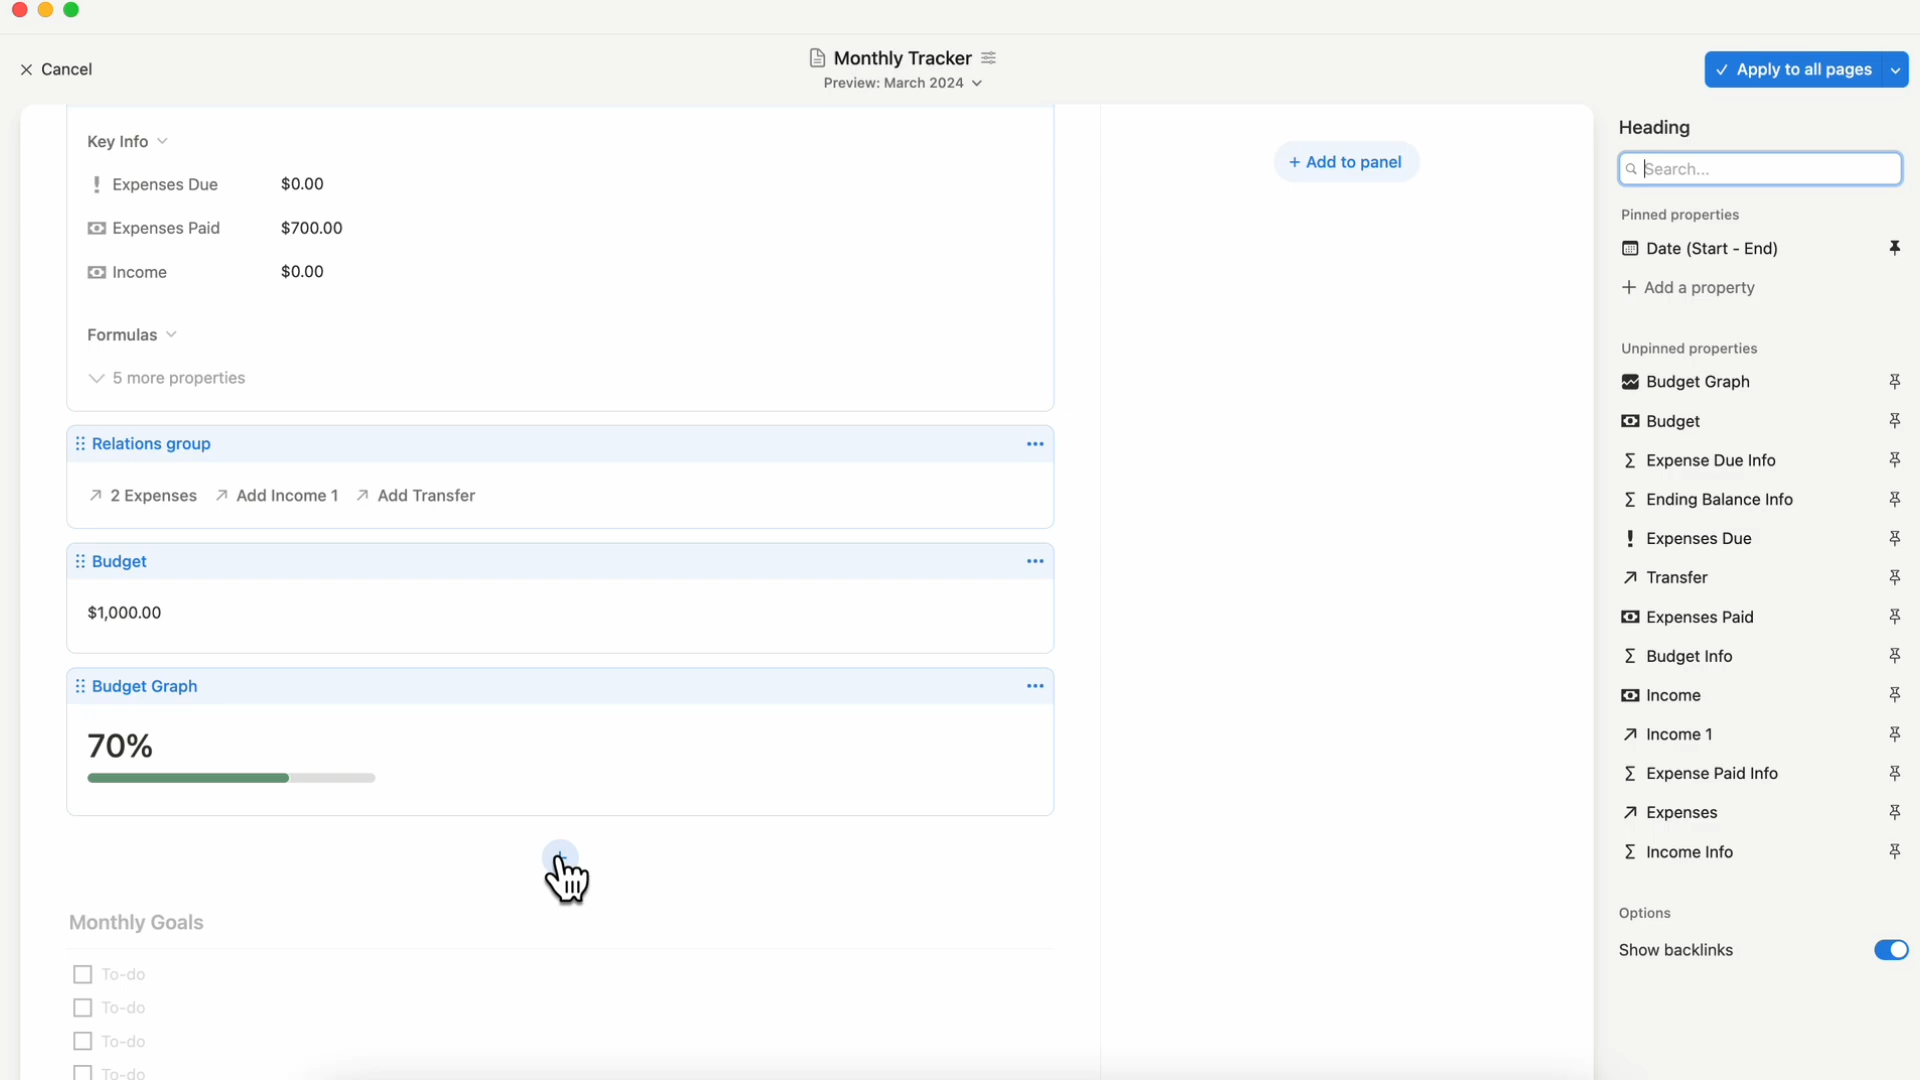 Cancel
Monthly Tracker
Preview: March 2024
Apply to all pages
Key Info
Expenses Due $0.00
Expenses Paid $700.00
Income $0.00
Formulas
5 more properties
Relations group
2 Expenses Add Income 1 Add Transfer
Budget
$1,000.00
Budget Graph
70%
Monthly Goals
To-do
To-do
To-do
To-do
+ Add to panel
Heading
Search...
Pinned properties
Date (Start - End)
+ Add a property
Unpinned properties
Budget Graph
Budget
Σ Expense Due Info
Σ Ending Balance Info
Expenses Due
Transfer
Expenses Paid
Σ Budget Info
Income
Income 1
Σ Expense Paid Info
Expenses
Σ Income Info
Options
Show backlinks